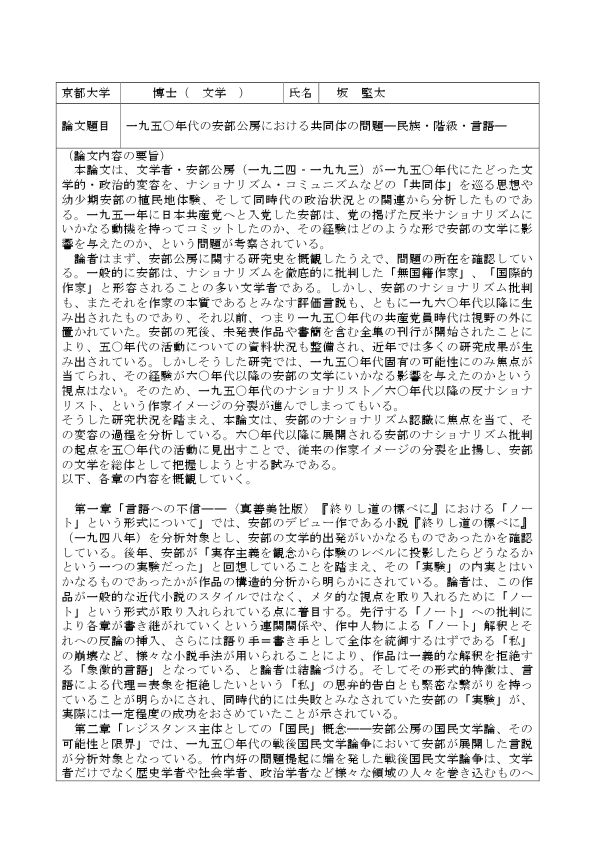 京都大学 博士（ 文学 ） 氏名 坂 堅太
論文題目 一九五〇年代の安部公房における共同体の問題―民族・階級・言語―
（論文内容の要旨）
本論文は、文学者・安部公房（一九二四‐一九九三）が一九五〇年代にたどった文
学的・政治的変容を、ナショナリズム・コミュニズムなどの「共同体」を巡る思想や
幼少期安部の植民地体験、そして同時代の政治状況との関連から分析したものであ
る。一九五一年に日本共産党へと入党した安部は、党の掲げた反米ナショナリズムに
いかなる動機を持ってコミットしたのか、その経験はどのような形で安部の文学に影
響を与えたのか、という問題が考察されている。
論者はまず、安部公房に関する研究史を概観したうえで、問題の所在を確認してい
る。一般的に安部は、ナショナリズムを徹底的に批判した「無国籍作家」、「国際的
作家」と形容されることの多い文学者である。しかし、安部のナショナリズム批判
も、またそれを作家の本質であるとみなす評価言説も、ともに一九六〇年代以降に生
み出されたものであり、それ以前、つまり一九五〇年代の共産党員時代は視野の外に
置かれていた。安部の死後、未発表作品や書簡を含む全集の刊行が開始されたことに
より、五〇年代の活動についての資料状況も整備され、近年では多くの研究成果が生
み出されている。しかしそうした研究では、一九五〇年代固有の可能性にのみ焦点が
当てられ、その経験が六〇年代以降の安部の文学にいかなる影響を与えたのかという
視点はない。そのため、一九五〇年代のナショナリスト／六〇年代以降の反ナショナ
リスト、という作家イメージの分裂が進んでしまってもいる。
そうした研究状況を踏まえ、本論文は、安部のナショナリズム認識に焦点を当て、そ
の変容の過程を分析している。六〇年代以降に展開される安部のナショナリズム批判
の起点を五〇年代の活動に見出すことで、従来の作家イメージの分裂を止揚し、安部
の文学を総体として把握しようとする試みである。
以下、各章の内容を概観していく。
第一章「言語への不信――〈真善美社版〉『終りし道の標べに』における「ノー
ト」という形式について」では、安部のデビュー作である小説『終りし道の標べに』
（一九四八年）を分析対象とし、安部の文学的出発がいかなるものであったかを確認
している。後年、安部が「実存主義を観念から体験のレベルに投影したらどうなるか
という一つの実験だった」と回想していることを踏まえ、その「実験」の内実とはい
かなるものであったかが作品の構造的分析から明らかにされている。論者は、この作
品が一般的な近代小説のスタイルではなく、メタ的な視点を取り入れるために「ノー
ト」という形式が取り入れられている点に着目する。先行する「ノート」への批判に
より各章が書き継がれていくという連関関係や、作中人物による「ノート」解釈とそ
れへの反論の挿入、さらには語り手＝書き手として全体を統御するはずである「私」
の崩壊など、様々な小説手法が用いられることにより、作品は一義的な解釈を拒絶す
る「象徴的言語」となっている、と論者は結論づける。そしてその形式的特徴は、言
語による代理＝表象を拒絶したいという「私」の思弁的告白とも緊密な繋がりを持っ
ていることが明らかにされ、同時代的には失敗とみなされていた安部の「実験」が、
実際には一定程度の成功をおさめていたことが示されている。
第二章「レジスタンス主体としての「国民」概念――安部公房の国民文学論、その
可能性と限界」では、一九五〇年代の戦後国民文学論争において安部が展開した言説
が分析対象となっている。竹内好の問題提起に端を発した戦後国民文学論争は、文学
者だけでなく歴史学者や社会学者、政治学者など様々な領域の人々を巻き込むものへ